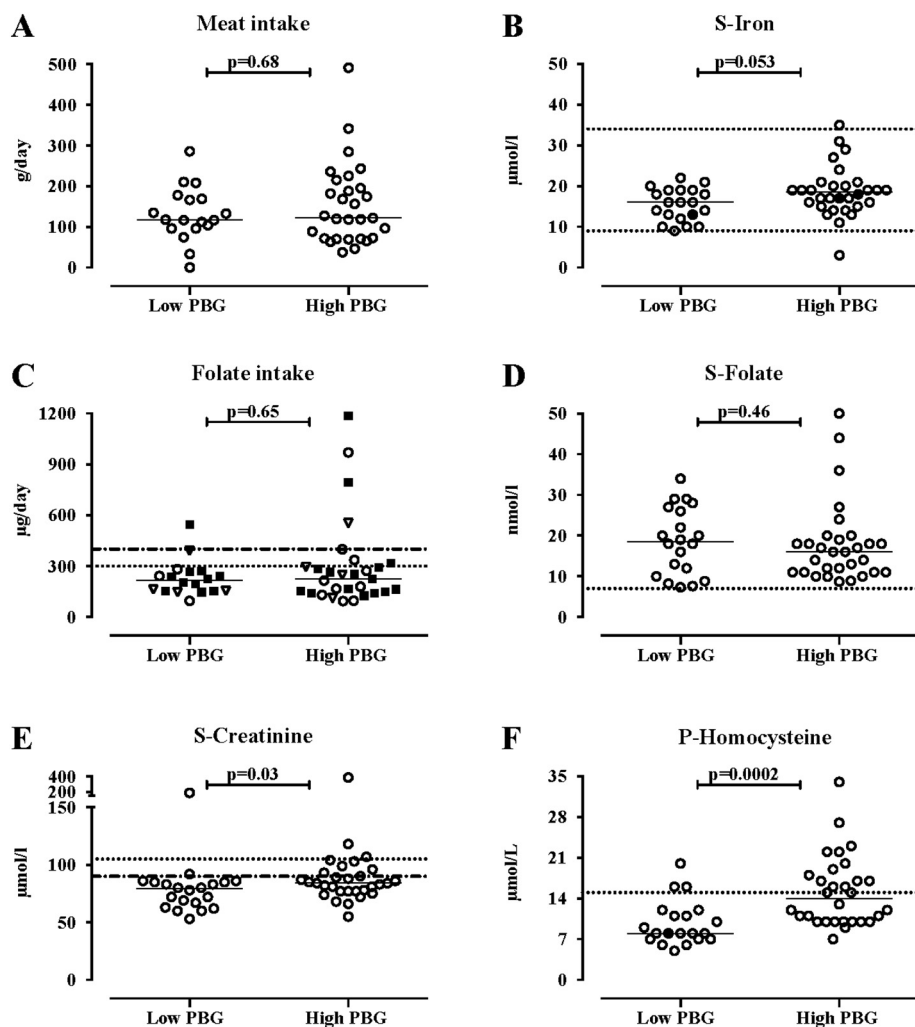 A
Meat intake
p=0.68
g/day
500
400
300
200
100
0
Low PBG
High PBG
B
S-Iron
p=0.053
µmol/l
50
40
30
20
10
0
Low PBG
High PBG
C
Folate intake
p=0.65
µg/day
1200
900
600
300
0
Low PBG
High PBG
D
S-Folate
p=0.46
nmol/l
50
40
30
20
10
0
Low PBG
High PBG
E
S-Creatinine
p=0.03
µmol/l
400
200
150
100
50
0
Low PBG
High PBG
F
P-Homocysteine
p=0.0002
µmol/L
35
28
21
14
7
0
Low PBG
High PBG